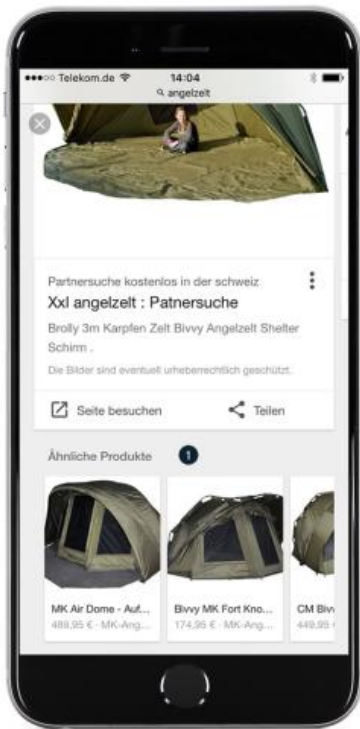 Telekom.de 14:04
angelzelt
Partnersuche kostenlos in der schweiz
Xxl angelzelt : Patnersuche
Brolly 3m Karpfen Zelt Bivvy Angelzelt Shelter
Schirm .
Die Bilder sind eventuell urheberrechtlich geschützt.
Seite besuchen Teilen
Ähnliche Produkte 1
MK Air Dome - Auf... Bivvy MK Fort Kno... CM Bivv
489,95 € · MK-Ang... 174,95 € · MK-Ang... 449,95 €